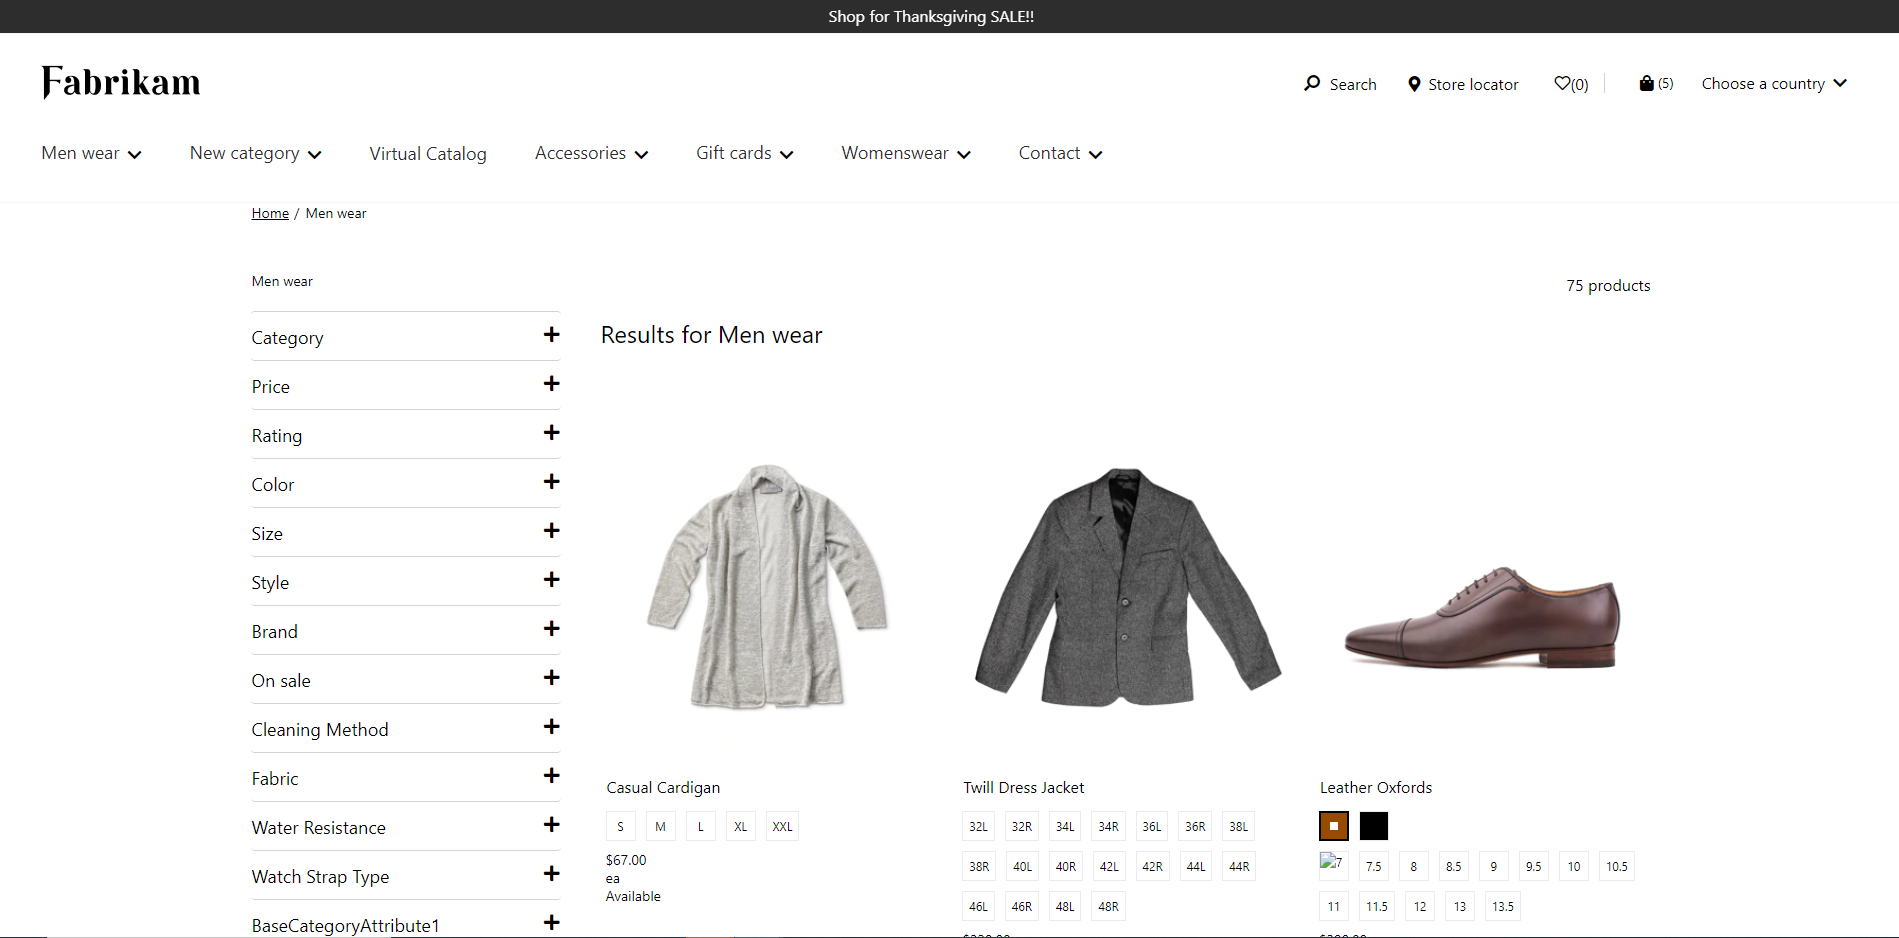 Shop for Thanksgiving SALE!!
Fabrikam
Search
Store locator
(0)
(5)
Choose a country
Men wear
New category
Virtual Catalog
Accessories
Gift cards
Womenswear
Contact
Home / Men wear
Men wear
75 products
Category
Price
Rating
Color
Size
Style
Brand
On sale
Cleaning Method
Fabric
Water Resistance
Watch Strap Type
BaseCategoryAttribute1
Results for Men wear
Casual Cardigan
S M L XL XXL
$67.00
ea
Available
Twill Dress Jacket
32L 32R 34L 34R 36L 36R 38L
38R 40L 40R 42L 42R 44L 44R
46L 46R 48L 48R
Leather Oxfords
7 7.5 8 8.5 9 9.5 10 10.5
11 11.5 12 13 13.5